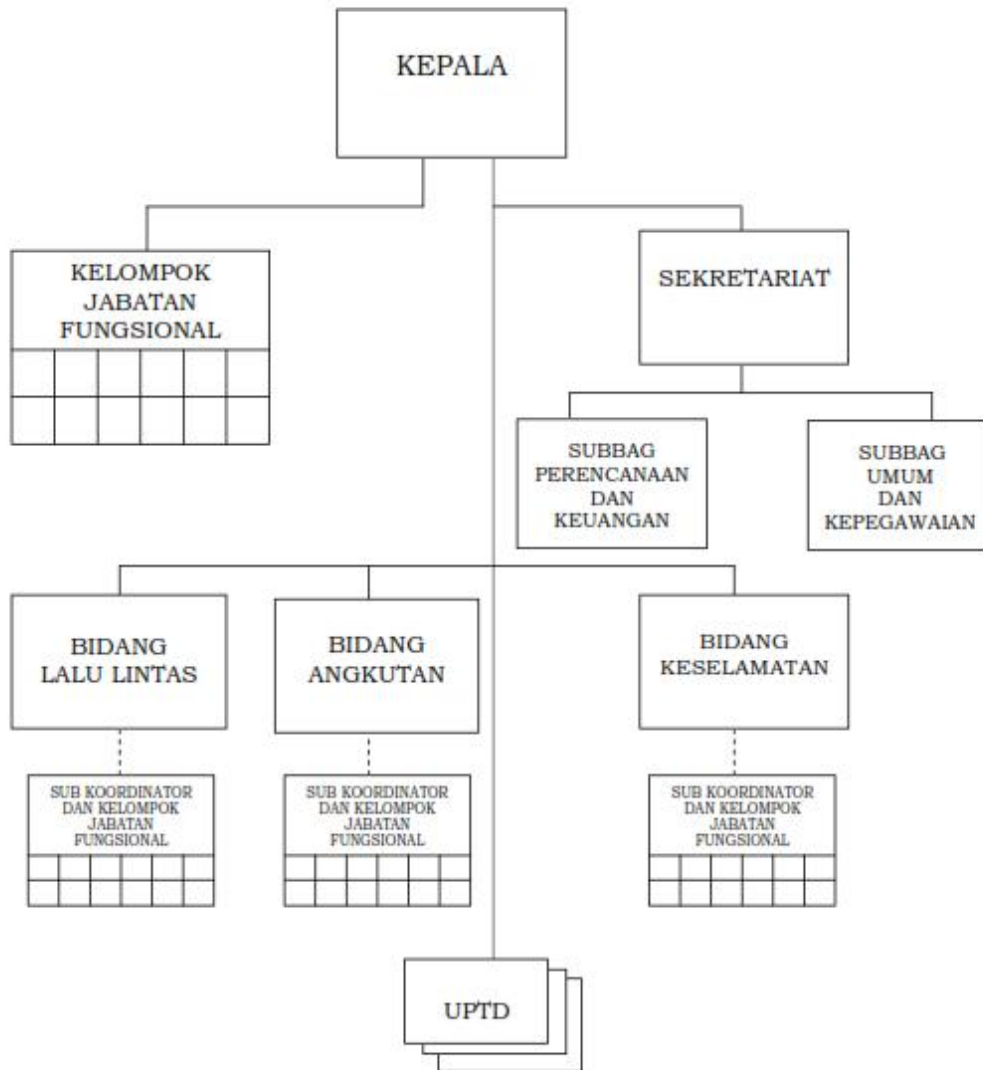 KEPALA
KELOMPOK
JABATAN
FUNGSIONAL
SEKRETARIAT
SUBBAG
PERENCANAAN
DAN
KEUANGAN
SUBBAG
UMUM
DAN
KEPEGAWAIAN
BIDANG
LALU LINTAS
BIDANG
ANGKUTAN
BIDANG
KESELAMATAN
SUB KOORDINATOR
DAN KELOMPOK
JABATAN
FUNGSIONAL
SUB KOORDINATOR
DAN KELOMPOK
JABATAN
FUNGSIONAL
SUB KOORDINATOR
DAN KELOMPOK
JABATAN
FUNGSIONAL
UPTD